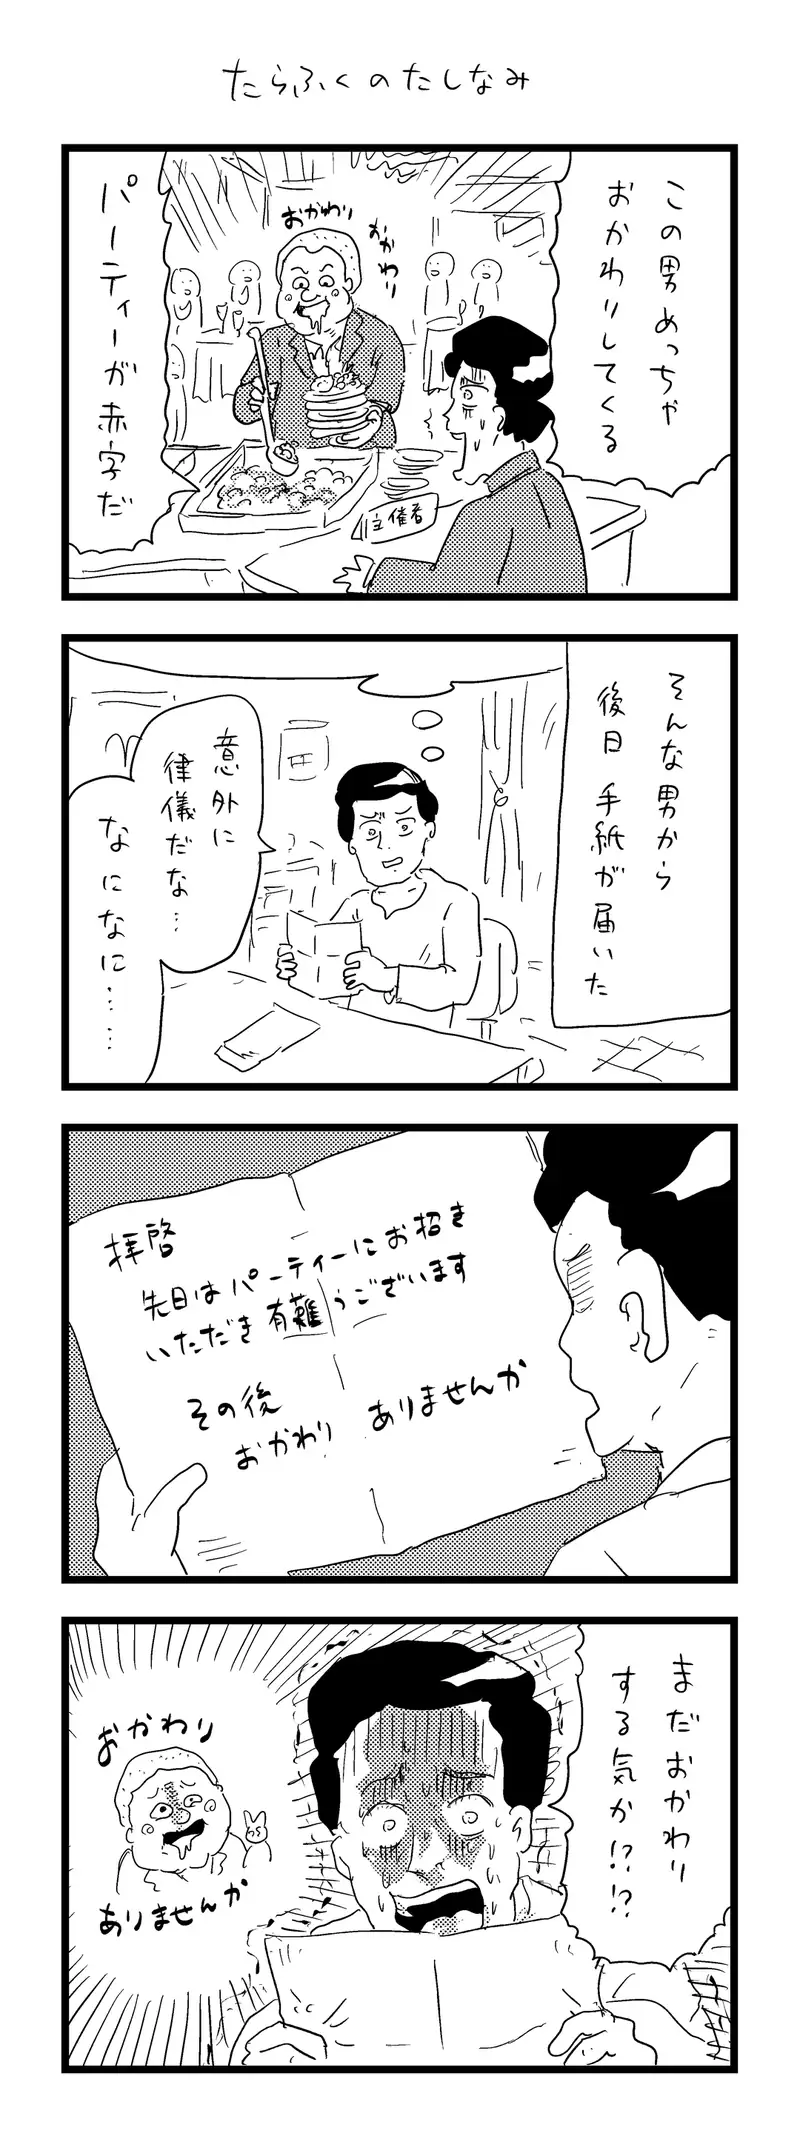 たらふくのたしなみ
この男めっちゃ
おかわりしてくる
おかわり
おかわり
パーティーが赤字だ
主催者
そんな男から
後日 手紙が届いた
意外に
律儀だな…
なになに……
拝啓
先日はパーティーにお招き
いただき有難うございます
その後
おかわり ありませんか
まだおかわり
する気か!?!?
おかわり
ありませんか